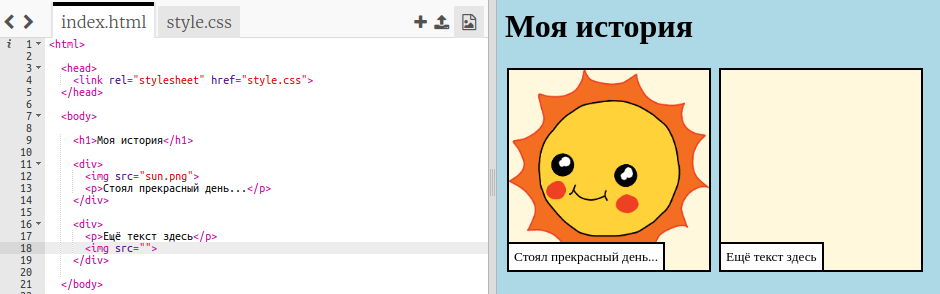 index.html style.css
i 1 <html>
2
3 <head>
4 <link rel="stylesheet" href="style.css">
5 </head>
6
7 <body>
8
9 <h1>Моя история</h1>
10
11 <div>
12 <img src="sun.png">
13 <p>Стоял прекрасный день...</p>
14 </div>
15
16 <div>
17 <p>Ещё текст здесь</p>
18 <img src="">
19 </div>
20
21 </body>
Моя история
Стоял прекрасный день...
Ещё текст здесь